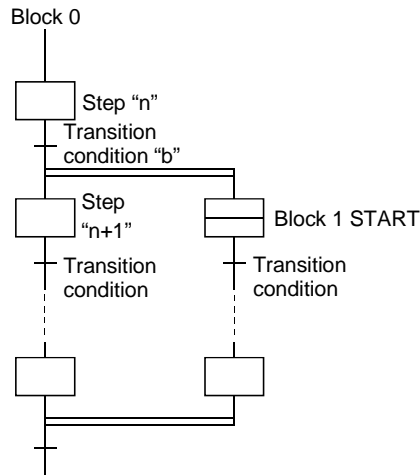 Block 0
Step “n”
Transition
condition “b”
Step
“n+1”
Block 1 START
Transition
condition
Transition
condition